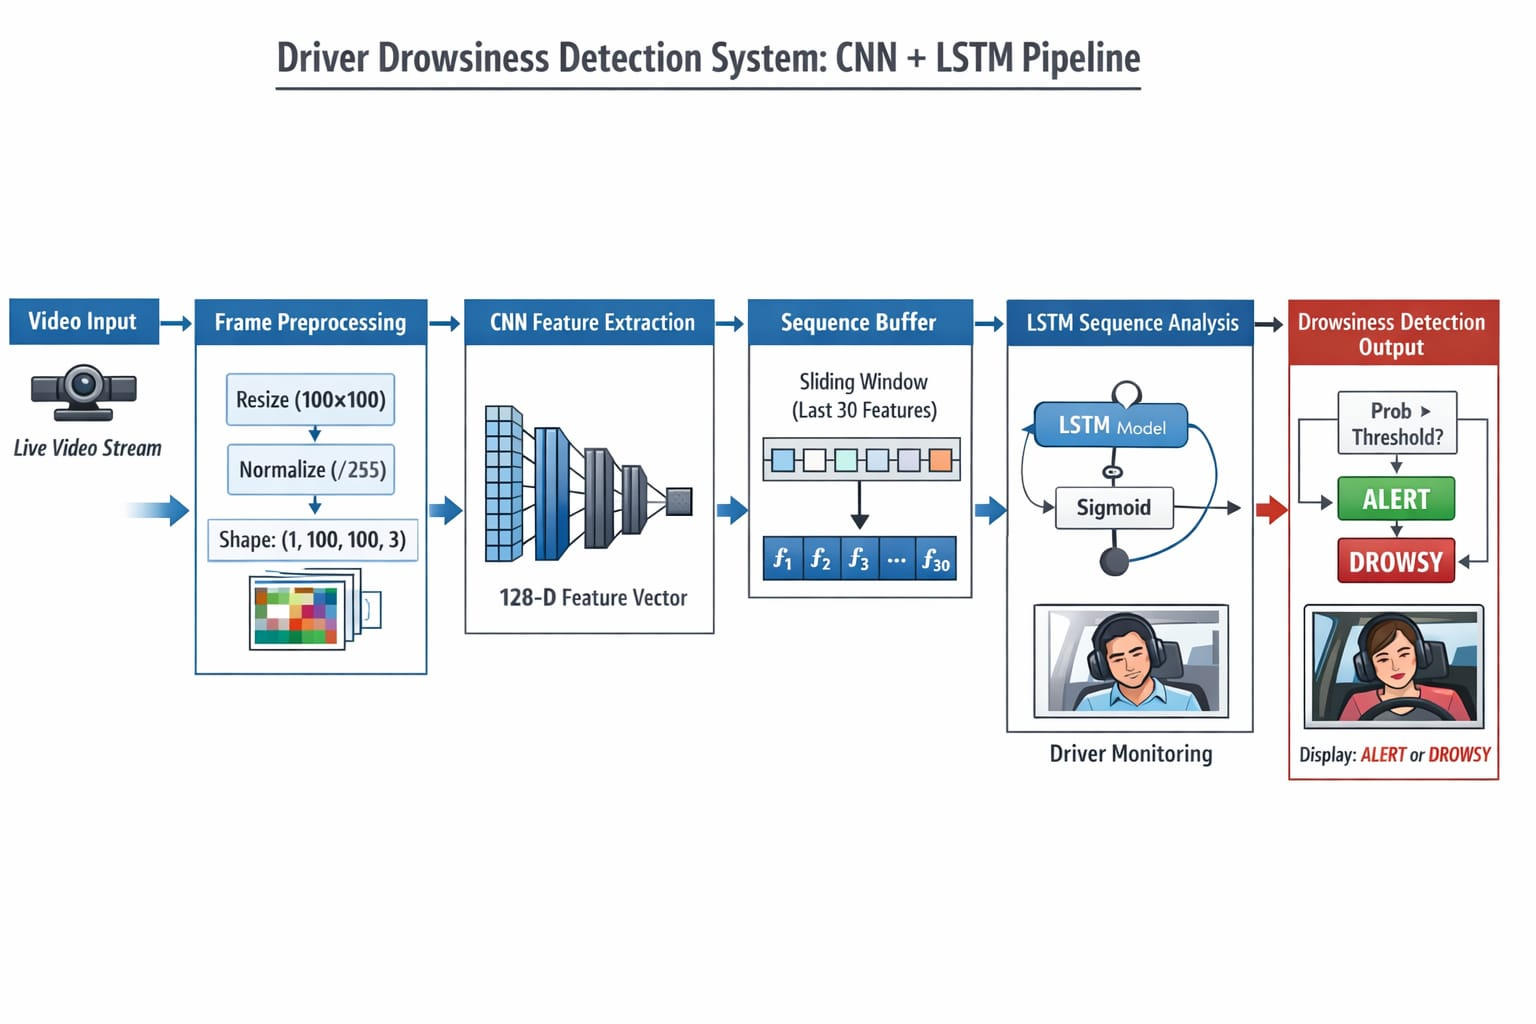 Driver Drowsiness Detection System: CNN + LSTM Pipeline
Video Input
Live Video Stream
Frame Preprocessing
Resize (100×100)
Normalize (/255)
Shape: (1, 100, 100, 3)
CNN Feature Extraction
128-D Feature Vector
Sequence Buffer
Sliding Window
(Last 30 Features)
f1 f2 f3 ... f30
LSTM Sequence Analysis
LSTM Model
Sigmoid
Driver Monitoring
Drowsiness Detection
Output
Prob ➤
Threshold?
ALERT
DROWSY
Display: ALERT or DROWSY